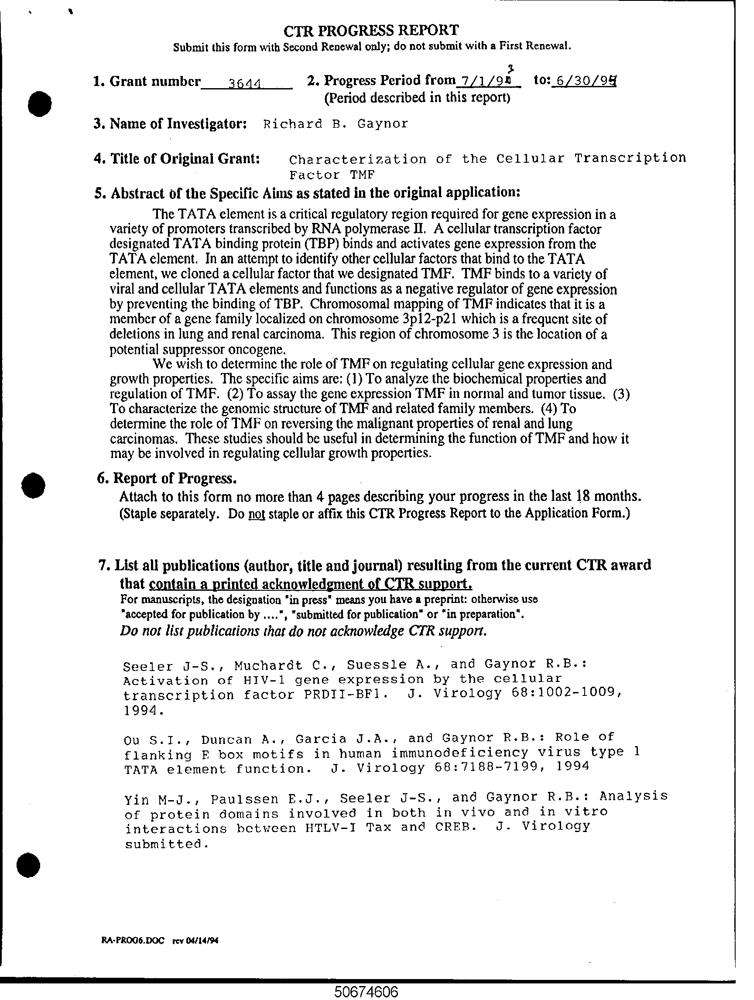 CTR PROGRESS REPORT
Submit this form with Second Renewal only; do not submit with a First Renewal.
1. Grant number 3644 2. Progress Period from 7/1/93 to: 6/30/94
(Period described in this report)
3. Name of Investigator: Richard B. Gaynor
4. Title of Original Grant: Characterization of the Cellular Transcription
Factor TMF
5. Abstract of the Specific Aims as stated in the original application:
The TATA element is a critical regulatory region required for gene expression in a
variety of promoters transcribed by RNA polymerase II. A cellular transcription factor
designated TATA binding protein (TBP) binds and activates gene expression from the
TATA element. In an attempt to identify other cellular factors that bind to the TATA
element, we cloned a cellular factor that we designated TMF. TMF binds to a variety of
viral and cellular TATA elements and functions as a negative regulator of gene expression
by preventing the binding of TBP. Chromosomal mapping of TMF indicates that it is a
member of a gene family localized on chromosome 3p12-p21 which is a frequent site of
deletions in lung and renal carcinoma. This region of chromosome 3 is the location of a
potential suppressor oncogene.
We wish to determine the role of TMF on regulating cellular gene expression and
growth properties. The specific aims are: (1) To analyze the biochemical properties and
regulation of TMF. (2) To assay the gene expression TMF in normal and tumor tissue. (3)
To characterize the genomic structure of TMF and related family members. (4) To
determine the role of TMF on reversing the malignant properties of renal and lung
carcinomas. These studies should be useful in determining the function of TMF and how it
may be involved in regulating cellular growth properties.
6. Report of Progress.
Attach to this form no more than 4 pages describing your progress in the last 18 months.
(Staple separately. Do not staple or affix this CTR Progress Report to the Application Form.)
7. List all publications (author, title and journal) resulting from the current CTR award
that contain a printed acknowledgment of CTR support.
For manuscripts, the designation "in press" means you have a preprint: otherwise use
"accepted for publication by ....", "submitted for publication" or "in preparation".
Do not list publications that do not acknowledge CTR support.
Seeler J-S., Muchardt C., Suessle A., and Gaynor R.B.:
Activation of HIV-1 gene expression by the cellular
transcription factor PRDII-BF1. J. Virology 68:1002-1009,
1994.
Ou S.I., Duncan A., Garcia J.A., and Gaynor R.B.: Role of
flanking E box motifs in human immunodeficiency virus type 1
TATA element function. J. Virology 68:7188-7199, 1994
Yin M-J., Paulssen E.J., Seeler J-S., and Gaynor R.B.: Analysis
of protein domains involved in both in vivo and in vitro
interactions between HTLV-I Tax and CREB. J. Virology
submitted.
RA-PROG6.DOC rev 04/14/94
50674606